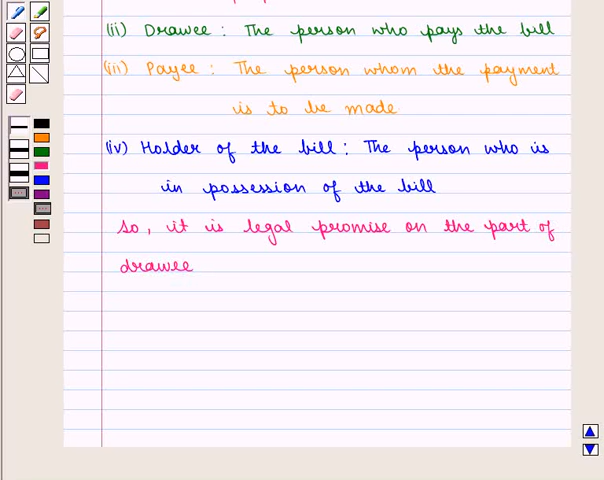 (ii) Drawee : The person who pays the bill
(iii) Payee : The person whom the payment
is to be made
(iv) Holder of the bill : The person who is
in possession of the bill
So, it is legal promise on the part of
drawee